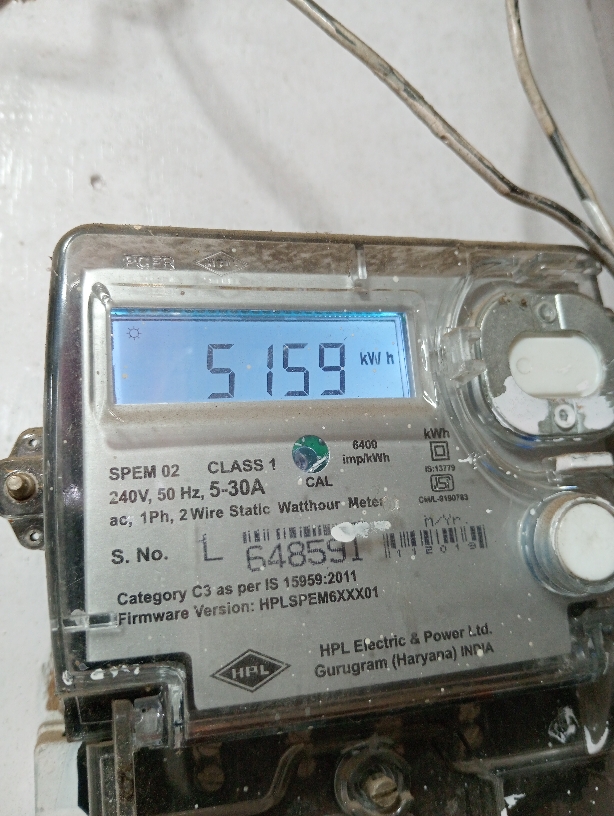 5159 kWh
6400
imp/kWh
kWh
SPEM 02 CLASS 1
CAL
IS:13779
240V, 50 Hz, 5-30A
ac, 1Ph, 2 Wire Static Watthour Meter
S. No. L 648591
Category C3 as per IS 15959:2011
Firmware Version: HPLSPEM6XXX01
HPL
HPL Electric & Power Ltd.
Gurugram (Haryana) INDIA